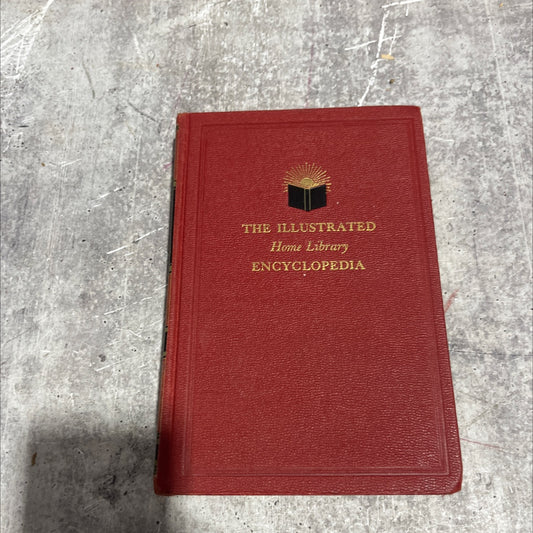 THE ILLUSTRATED
Home Library
ENCYCLOPEDIA